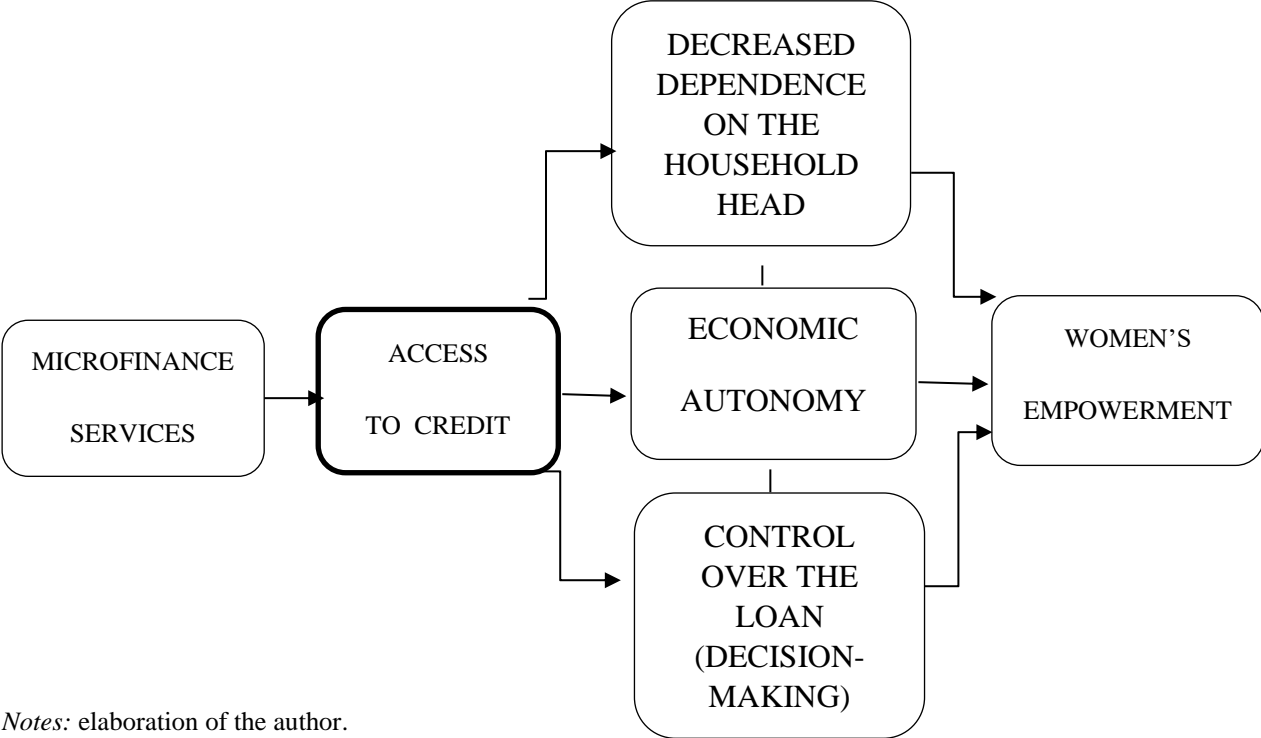 MICROFINANCE
SERVICES
ACCESS
TO CREDIT
DECREASED
DEPENDENCE
ON THE
HOUSEHOLD
HEAD
ECONOMIC
AUTONOMY
CONTROL
OVER THE
LOAN
(DECISION-
MAKING)
WOMEN’S
EMPOWERMENT
Notes: elaboration of the author.